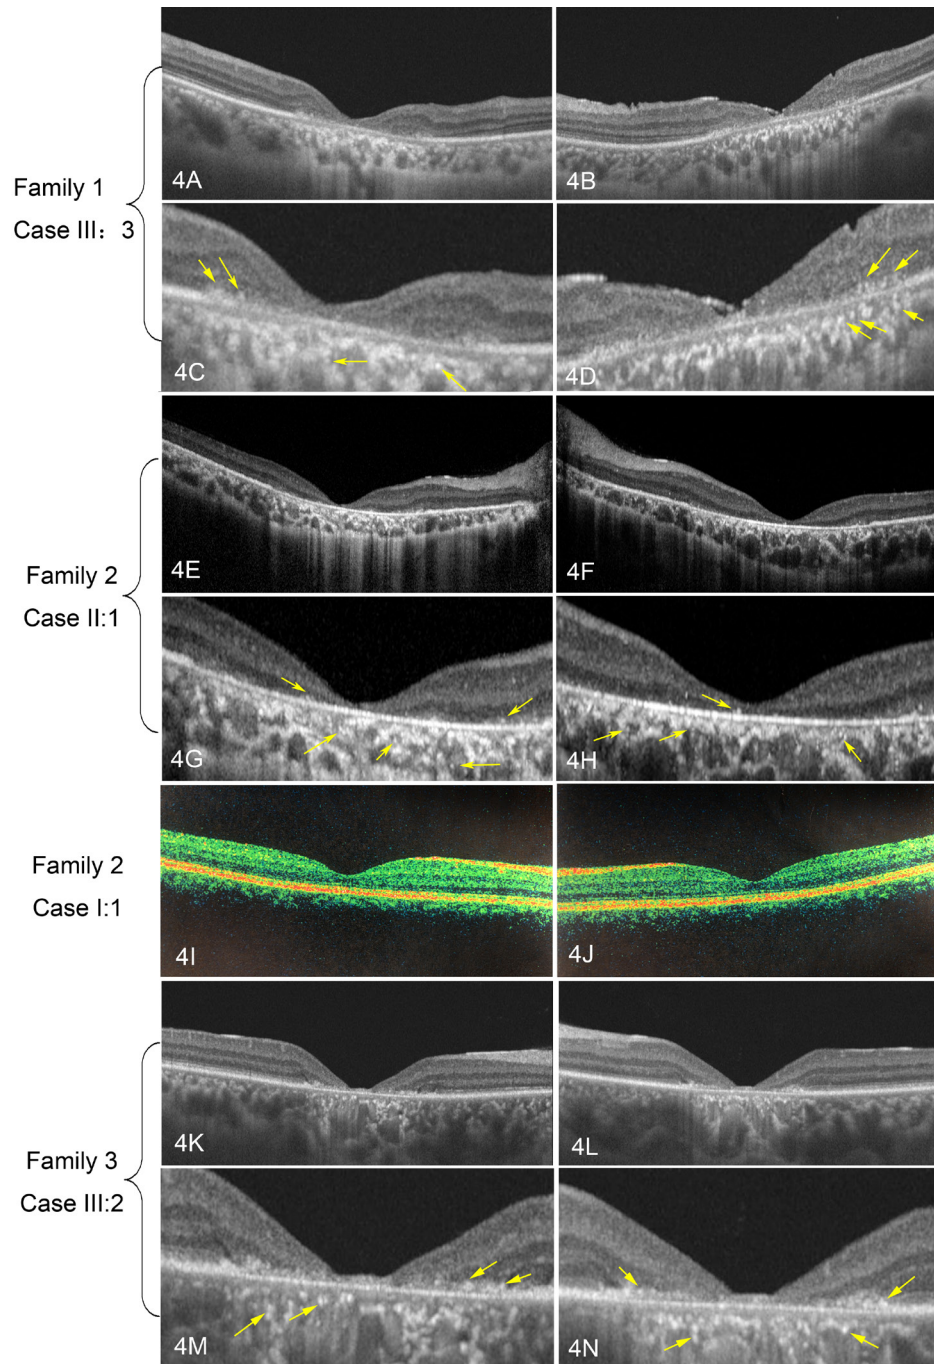 4A
4B
Family 1
Case III：3
4C
4D
4E
4F
Family 2
Case II:1
4G
4H
Family 2
Case I:1
4I
4J
4K
4L
Family 3
Case III:2
4M
4N